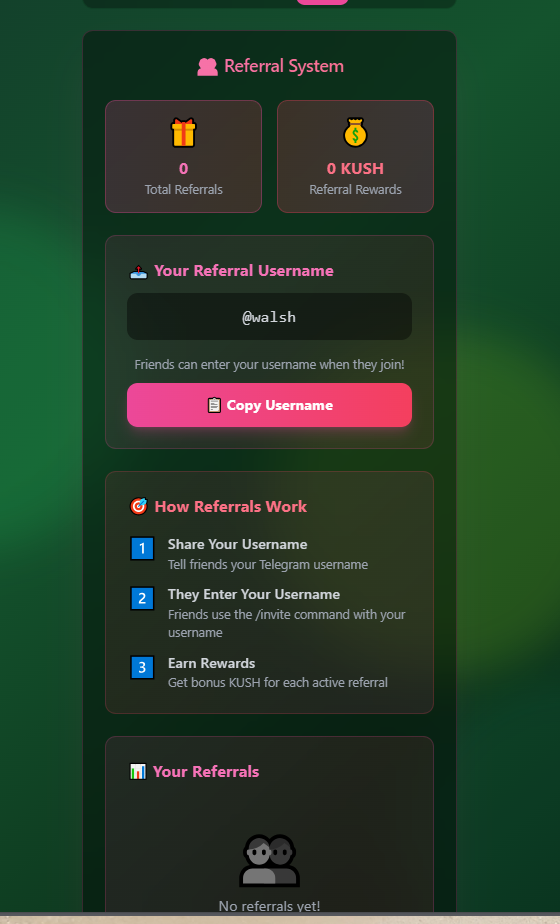 Referral System
0
Total Referrals
0 KUSH
Referral Rewards
Your Referral Username
@walsh
Friends can enter your username when they join!
Copy Username
How Referrals Work
1
Share Your Username
Tell friends your Telegram username
2
They Enter Your Username
Friends use the /invite command with your
username
3
Earn Rewards
Get bonus KUSH for each active referral
Your Referrals
No referrals yet!